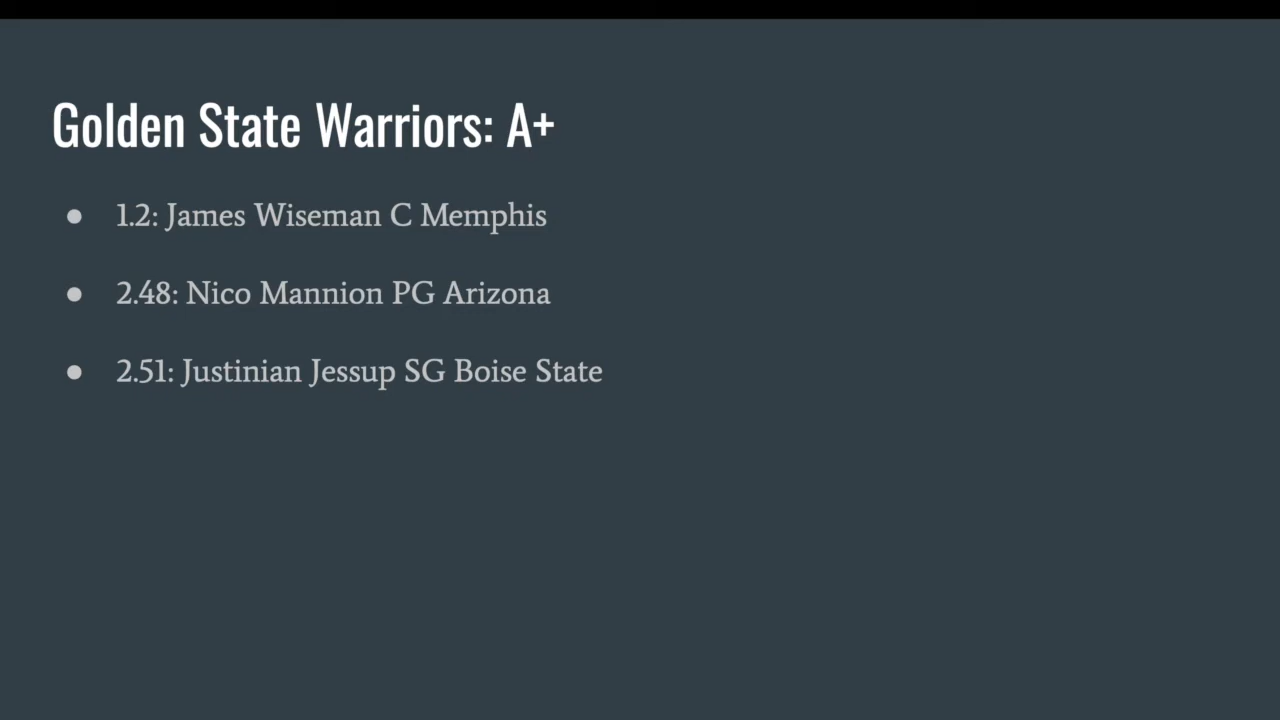 Golden State Warriors: A+
● 1.2: James Wiseman C Memphis
● 2.48: Nico Mannion PG Arizona
● 2.51: Justinian Jessup SG Boise State